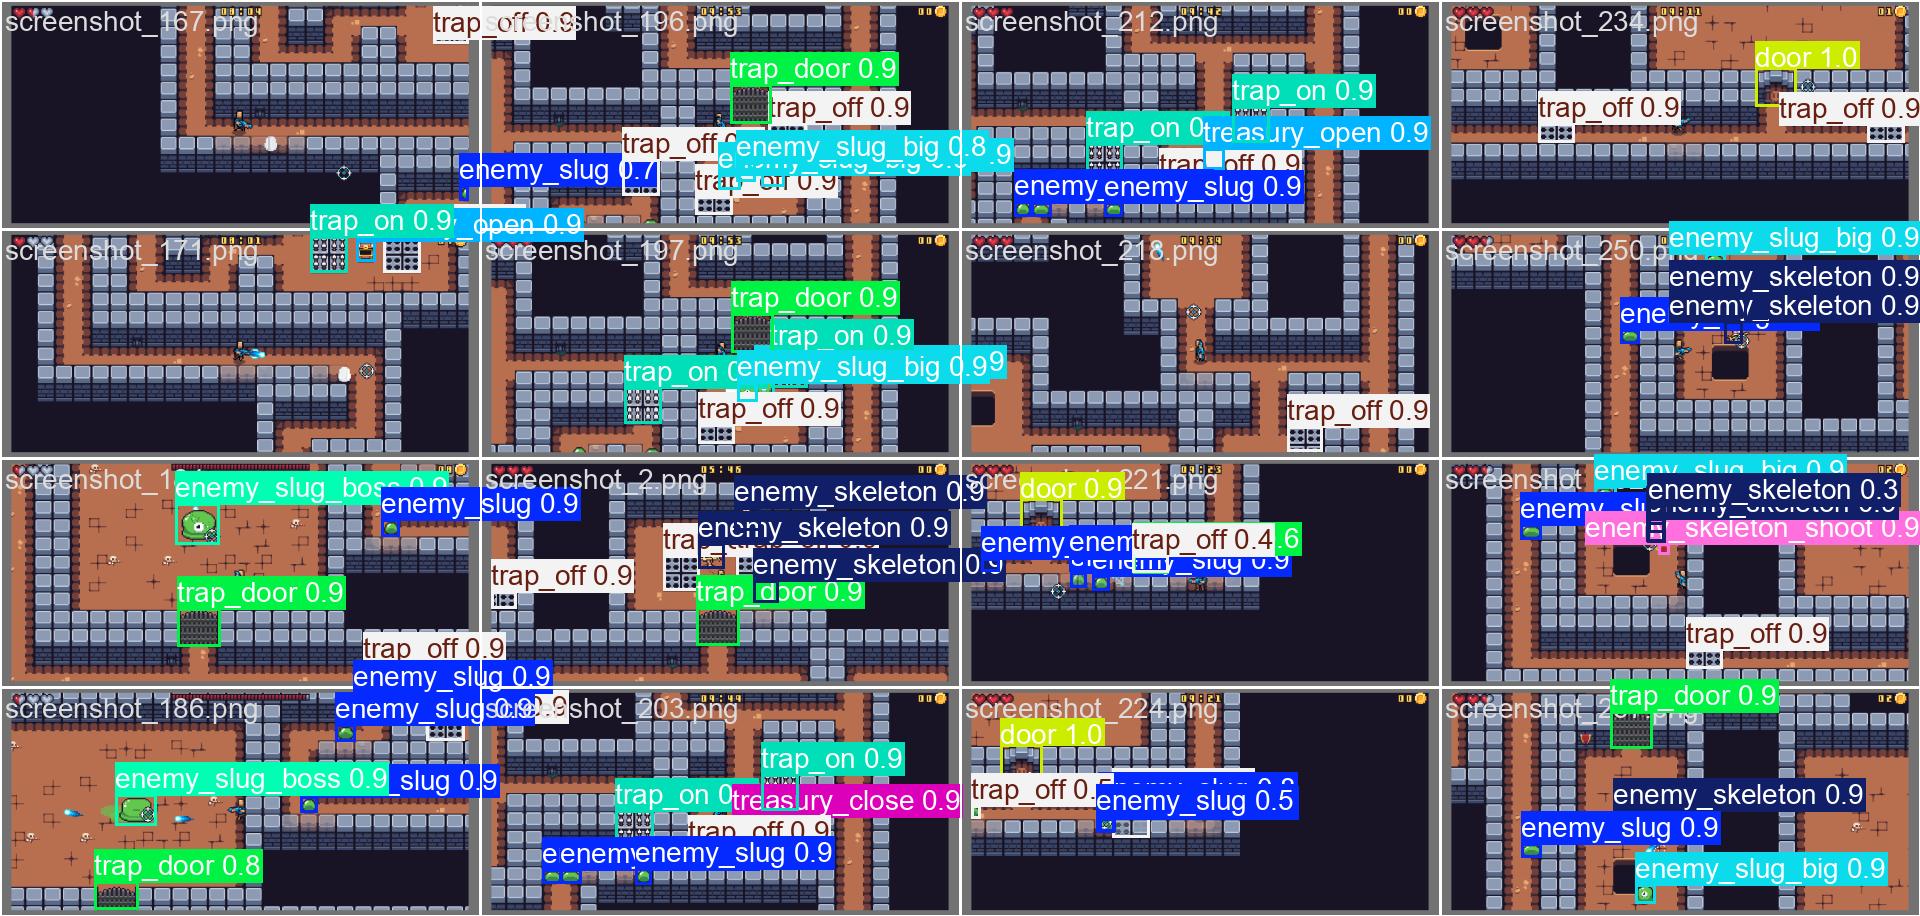 screenshot_167.png
trap_off 0.9
enemy_slug 0.7
_open 0.9
screenshot_196.png
trap_door 0.9
trap_off 0.9
trap_off 0
enemy_slug_big 0.8
trap_off 0.9
screenshot_212.png
trap_on 0.9
trap_on 0
treasury_open 0.9
trap_off 0.9
enemy
enemy_slug 0.9
screenshot_234.png
door 1.0
trap_off 0.9
trap_off 0.9
screenshot_171.png
trap_on 0.9
screenshot_197.png
trap_door 0.9
trap_on 0.9
trap_on 0
enemy_slug_big 0.9
trap_off 0.9
screenshot_218.png
trap_off 0.9
screenshot_250.png
enemy_slug_big 0.9
enemy_skeleton 0.9
enemy_skeleton 0.9
ene
screenshot_1
enemy_slug_boss 0.9
enemy_slug 0.9
trap_door 0.9
trap_off 0.9
enemy_slug 0.9
screenshot_2.png
enemy_skeleton 0.9
enemy_skeleton 0.9
enemy_skeleton 0.9
trap_off 0.9
trap_door 0.9
screenshot_221.png
door 0.9
enemy
enem
trap_off 0.4
.6
enemy_slug 0.9
screenshot
enemy_slug_big 0.9
enemy_skeleton 0.3
enemy_slu
enemy_skeleton_shoot 0.9
trap_off 0.9
screenshot_186.png
enemy_slug 0.9
enemy_slug_boss 0.9
_slug 0.9
trap_door 0.8
screenshot_203.png
trap_on 0.9
trap_on 0
treasury_close 0.9
trap_off 0.9
enemy
enemy_slug 0.9
screenshot_224.png
door 1.0
trap_off 0.5
enemy_slug 0.5
screenshot_2
.png
trap_door 0.9
enemy_skeleton 0.9
enemy_slug 0.9
enemy_slug_big 0.9